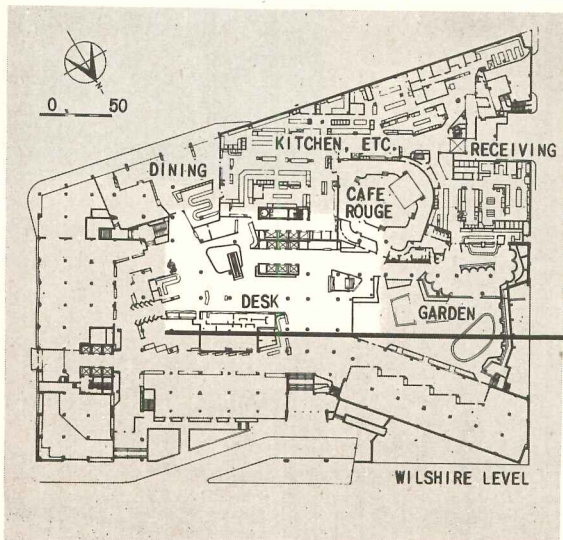 N
0 50
KITCHEN, ETC.
RECEIVING
DINING
CAFE
ROUGE
DESK
GARDEN
WILSHIRE LEVEL